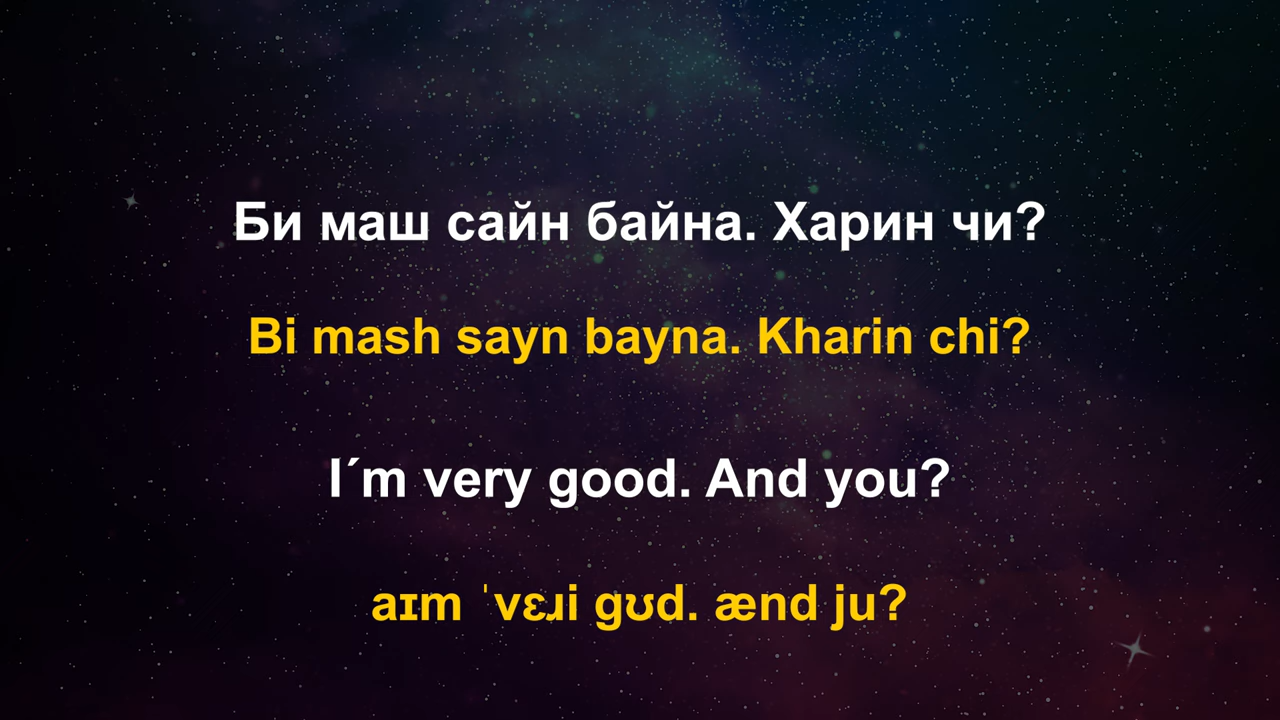 Би маш сайн байна. Харин чи?
Bi mash sayn bayna. Kharin chi?
I´m very good. And you?
aɪm ˈvɛɹi gʊd. ænd ju?